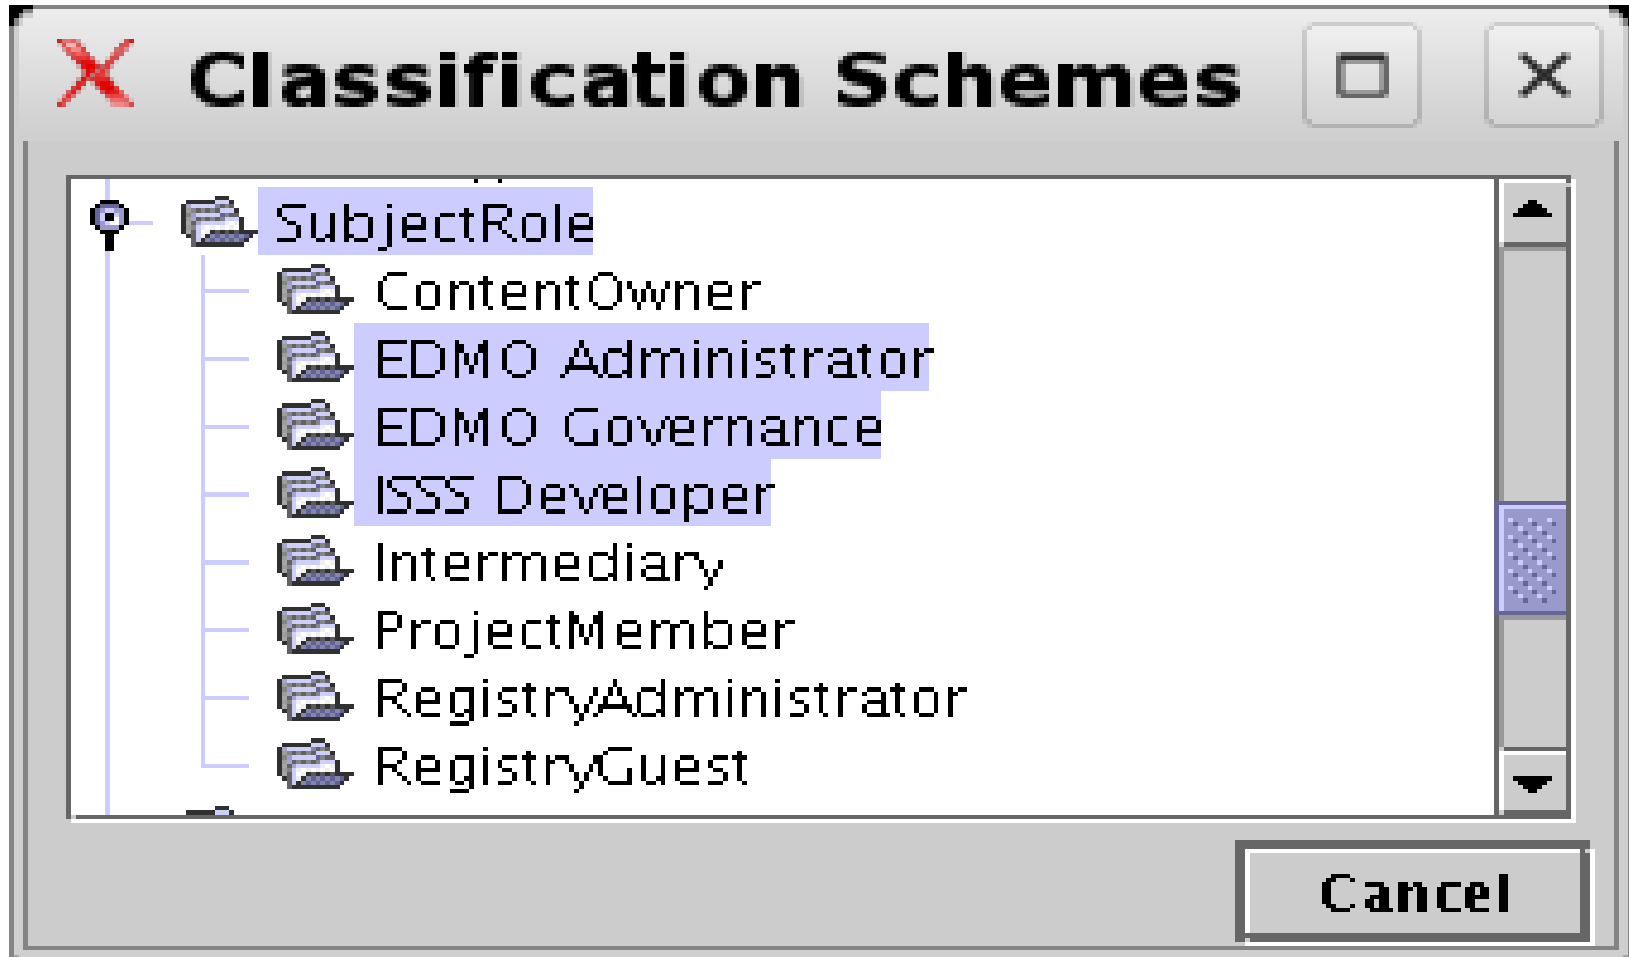 Classification Schemes
SubjectRole
ContentOwner
EDMO Administrator
EDMO Governance
ISSS Developer
Intermediary
ProjectMember
RegistryAdministrator
RegistryGuest
Cancel